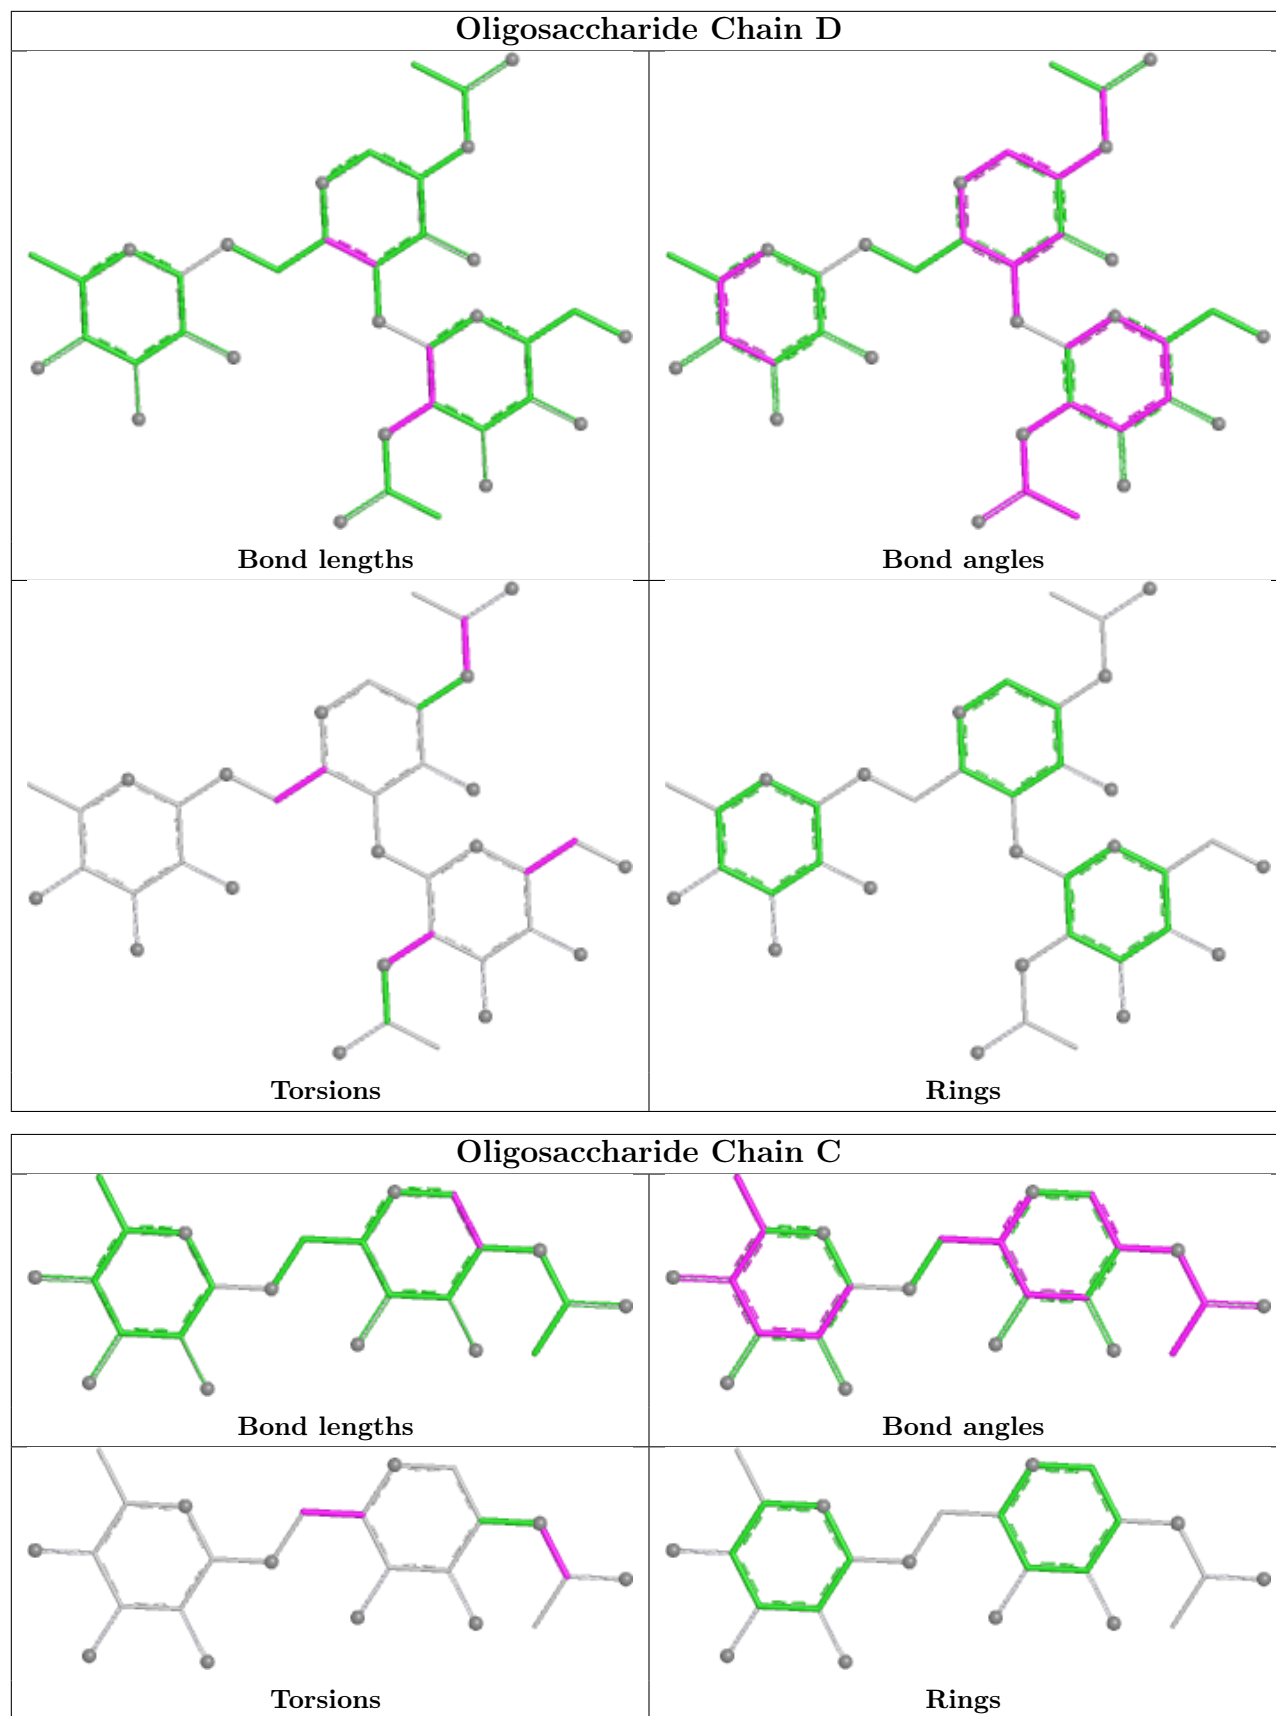 Oligosaccharide Chain D
Bond lengths
Bond angles
Torsions
Rings
Oligosaccharide Chain C
Bond lengths
Bond angles
Torsions
Rings